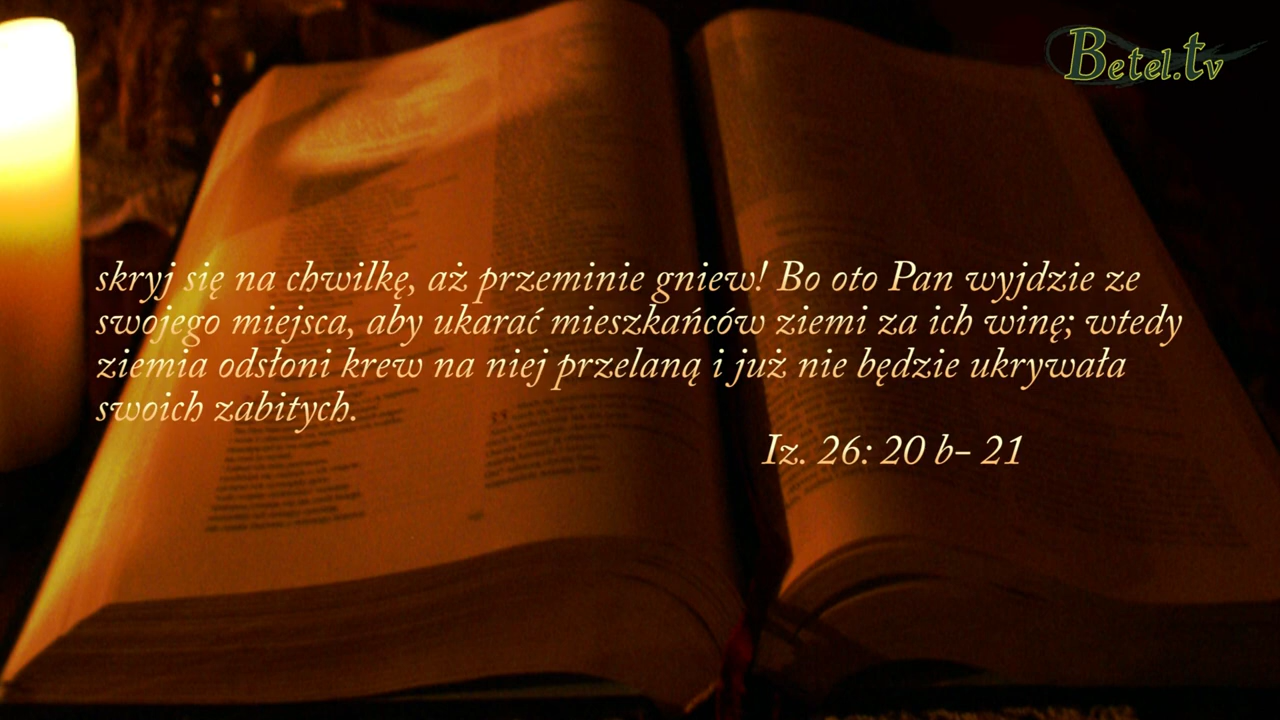 Betel.tv
skryj się na chwilkę, aż przeminie gniew! Bo oto Pan wyjdzie ze
swojego miejsca, aby ukarać mieszkańców ziemi za ich winę; wtedy
ziemia odsłoni krew na niej przelaną i już nie będzie ukrywała
swoich zabitych.
Iz. 26: 20 b- 21